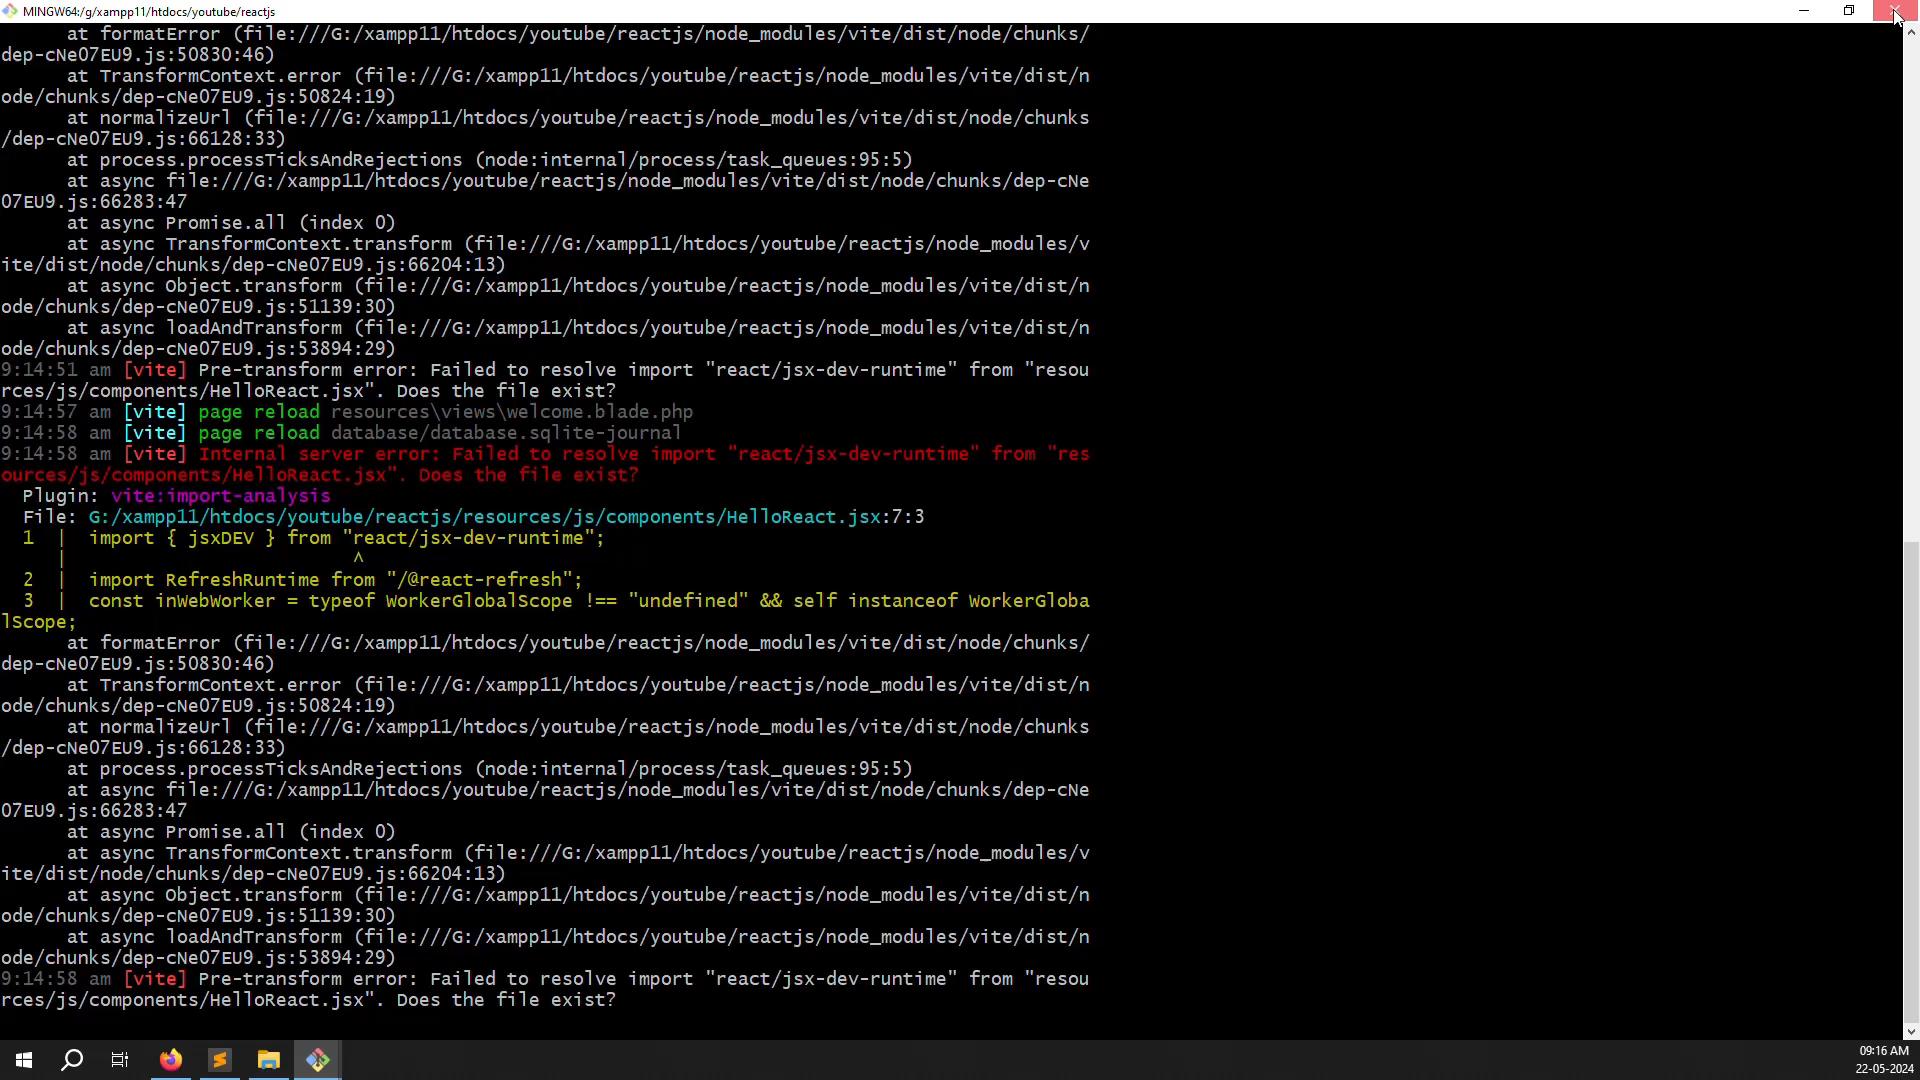 MINGW64:/g/xampp11/htdocs/youtube/reactjs
at formatError (file:///G:/xampp11/htdocs/youtube/reactjs/node_modules/vite/dist/node/chunks/
dep-cNe07EU9.js:50830:46)
at TransformContext.error (file:///G:/xampp11/htdocs/youtube/reactjs/node_modules/vite/dist/n
ode/chunks/dep-cNe07EU9.js:50824:19)
at normalizeUrl (file:///G:/xampp11/htdocs/youtube/reactjs/node_modules/vite/dist/node/chunks
/dep-cNe07EU9.js:66128:33)
at process.processTicksAndRejections (node:internal/process/task_queues:95:5)
at async file:///G:/xampp11/htdocs/youtube/reactjs/node_modules/vite/dist/node/chunks/dep-cNe
07EU9.js:66283:47
at async Promise.all (index 0)
at async TransformContext.transform (file:///G:/xampp11/htdocs/youtube/reactjs/node_modules/v
ite/dist/node/chunks/dep-cNe07EU9.js:66204:13)
at async Object.transform (file:///G:/xampp11/htdocs/youtube/reactjs/node_modules/vite/dist/n
ode/chunks/dep-cNe07EU9.js:51139:30)
at async loadAndTransform (file:///G:/xampp11/htdocs/youtube/reactjs/node_modules/vite/dist/n
ode/chunks/dep-cNe07EU9.js:53894:29)
9:14:51 am [vite] Pre-transform error: Failed to resolve import "react/jsx-dev-runtime" from "resou
rces/js/components/HelloReact.jsx". Does the file exist?
9:14:57 am [vite] page reload resources\views\welcome.blade.php
9:14:58 am [vite] page reload database/database.sqlite-journal
9:14:58 am [vite] Internal server error: Failed to resolve import "react/jsx-dev-runtime" from "res
ources/js/components/HelloReact.jsx". Does the file exist?
Plugin: vite:import-analysis
File: G:/xampp11/htdocs/youtube/reactjs/resources/js/components/HelloReact.jsx:7:3
1 | import { jsxDEV } from "react/jsx-dev-runtime";
| ^
2 | import RefreshRuntime from "/@react-refresh";
3 | const inWebWorker = typeof WorkerGlobalScope !== "undefined" && self instanceof WorkerGloba
lScope;
at formatError (file:///G:/xampp11/htdocs/youtube/reactjs/node_modules/vite/dist/node/chunks/
dep-cNe07EU9.js:50830:46)
at TransformContext.error (file:///G:/xampp11/htdocs/youtube/reactjs/node_modules/vite/dist/n
ode/chunks/dep-cNe07EU9.js:50824:19)
at normalizeUrl (file:///G:/xampp11/htdocs/youtube/reactjs/node_modules/vite/dist/node/chunks
/dep-cNe07EU9.js:66128:33)
at process.processTicksAndRejections (node:internal/process/task_queues:95:5)
at async file:///G:/xampp11/htdocs/youtube/reactjs/node_modules/vite/dist/node/chunks/dep-cNe
07EU9.js:66283:47
at async Promise.all (index 0)
at async TransformContext.transform (file:///G:/xampp11/htdocs/youtube/reactjs/node_modules/v
ite/dist/node/chunks/dep-cNe07EU9.js:66204:13)
at async Object.transform (file:///G:/xampp11/htdocs/youtube/reactjs/node_modules/vite/dist/n
ode/chunks/dep-cNe07EU9.js:51139:30)
at async loadAndTransform (file:///G:/xampp11/htdocs/youtube/reactjs/node_modules/vite/dist/n
ode/chunks/dep-cNe07EU9.js:53894:29)
9:14:58 am [vite] Pre-transform error: Failed to resolve import "react/jsx-dev-runtime" from "resou
rces/js/components/HelloReact.jsx". Does the file exist?
09:16 AM
22-05-2024